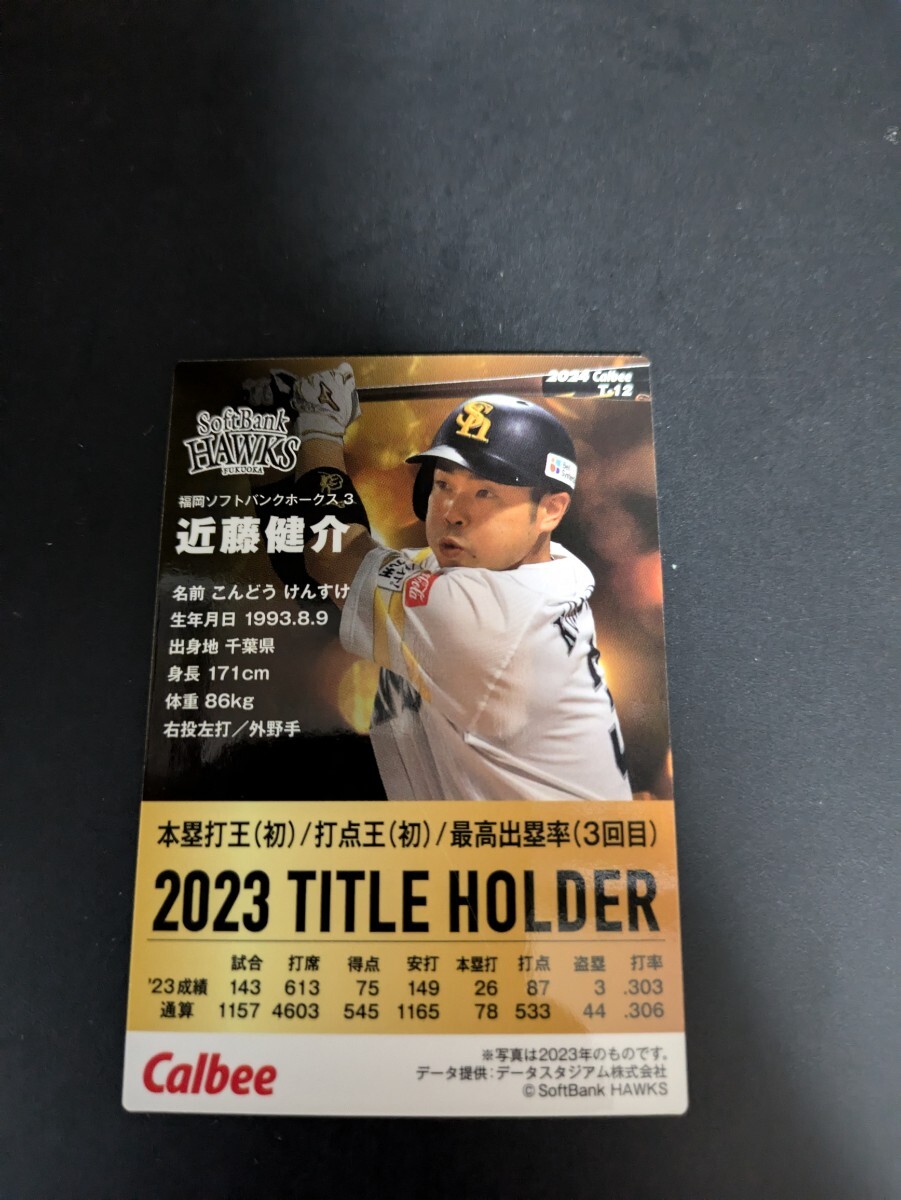 2024 Calbee
T-12
SoftBank
HAWKS
FUKUOKA
福岡ソフトバンクホークス 3
近藤健介
名前 こんどう けんすけ
生年月日 1993.8.9
出身地 千葉県
身長 171cm
体重 86kg
右投左打／外野手
本塁打王(初)/打点王(初)/最高出塁率(3回目)
2023 TITLE HOLDER
試合 打席 得点 安打 本塁打 打点 盗塁 打率
'23成績 143 613 75 149 26 87 3 .303
通算 1157 4603 545 1165 78 533 44 .306
Calbee
※写真は2023年のものです。
データ提供：データスタジアム株式会社
©SoftBank HAWKS